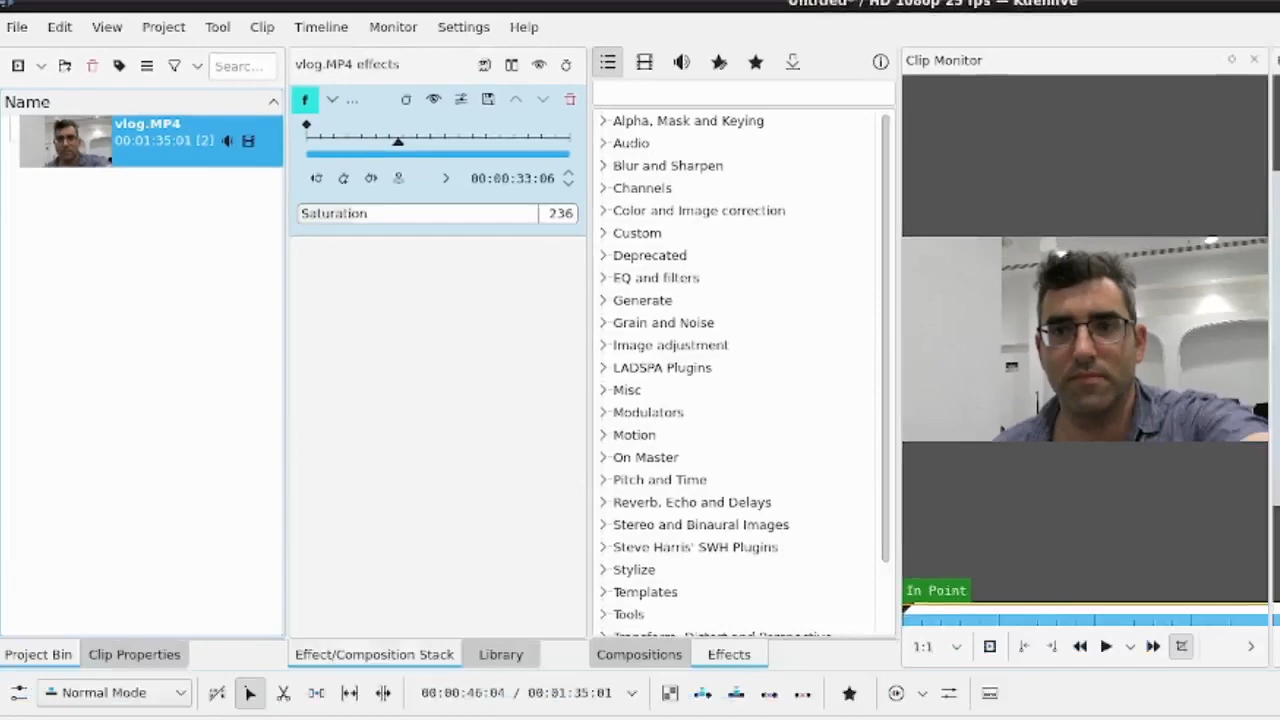 Untitled* / HD 1080p 25 fps — Kdenlive
File Edit View Project Tool Clip Timeline Monitor Settings Help
Searc...
Name
vlog.MP4
00:01:35:01 [2]
vlog.MP4 effects
f ...
00:00:33:06
Saturation 236
Alpha, Mask and Keying
Audio
Blur and Sharpen
Channels
Color and Image correction
Custom
Deprecated
EQ and filters
Generate
Grain and Noise
Image adjustment
LADSPA Plugins
Misc
Modulators
Motion
On Master
Pitch and Time
Reverb, Echo and Delays
Stereo and Binaural Images
Steve Harris' SWH Plugins
Stylize
Templates
Tools
Transform, Distort and Perspective
Clip Monitor
In Point
1:1
Project Bin Clip Properties
Effect/Composition Stack Library
Compositions Effects
Normal Mode
00:00:46:04 / 00:01:35:01